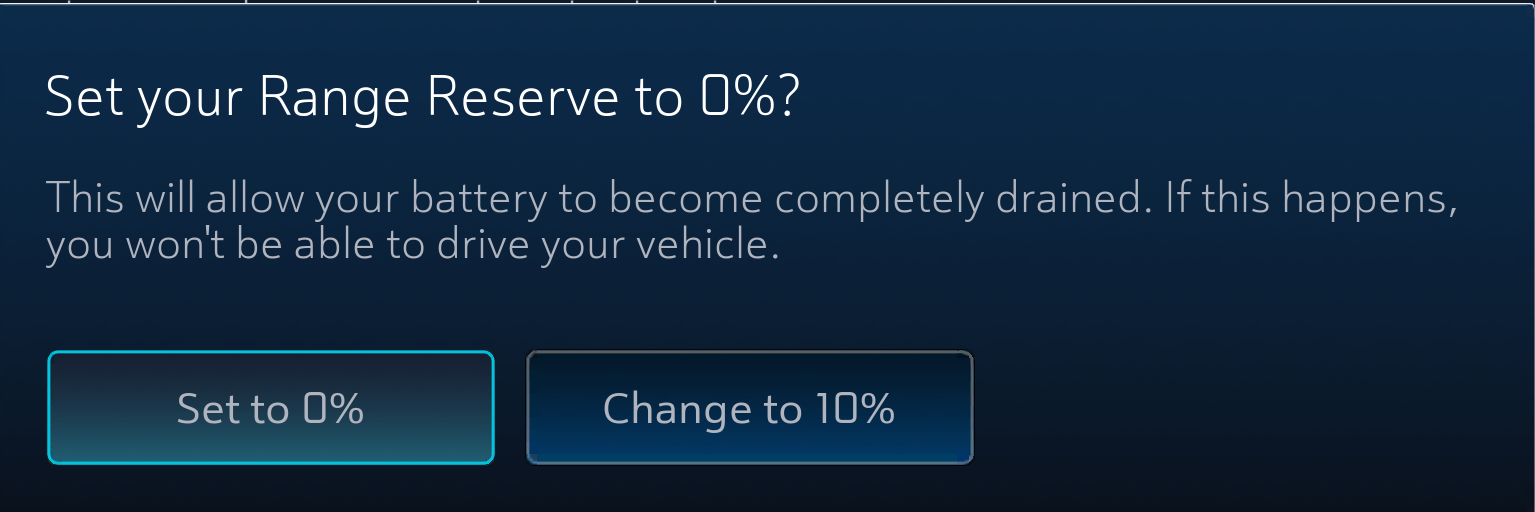 Set your Range Reserve to 0%?
This will allow your battery to become completely drained. If this happens,
you won't be able to drive your vehicle.
Set to 0%
Change to 10%